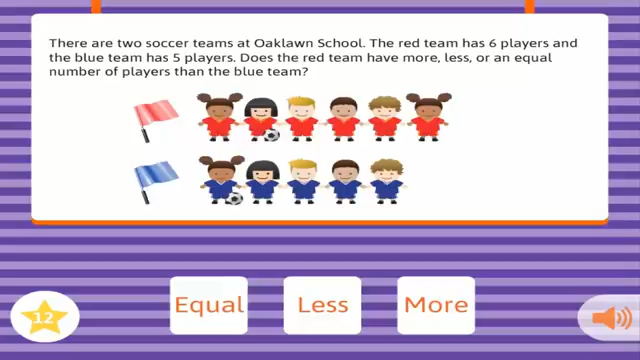 There are two soccer teams at Oaklawn School. The red team has 6 players and
the blue team has 5 players. Does the red team have more, less, or an equal
number of players than the blue team?
Equal
Less
More
12